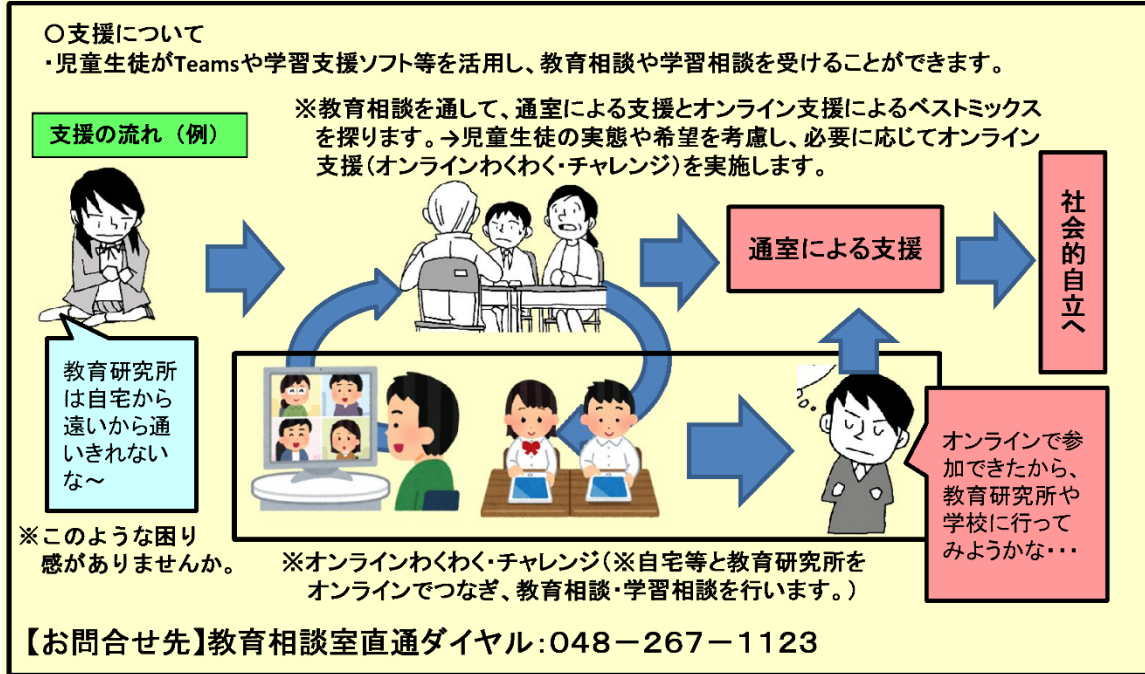 〇支援について
・児童生徒がTeamsや学習支援ソフト等を活用し、教育相談や学習相談を受けることができます。
※教育相談を通して、通室による支援とオンライン支援によるベストミックス
を探ります。→児童生徒の実態や希望を考慮し、必要に応じてオンライン
支援(オンラインわくわく・チャレンジ)を実施します。
支援の流れ（例）
通室による支援
社会的自立へ
教育研究所
は自宅から
遠いから通
いきれない
な～
※このような困り
感がありませんか。
オンラインで参
加できたから、
教育研究所や
学校に行って
みようかな・・・
※オンラインわくわく・チャレンジ(※自宅等と教育研究所を
オンラインでつなぎ、教育相談・学習相談を行います。)
【お問合せ先】教育相談室直通ダイヤル：０４８－２６７－１１２３